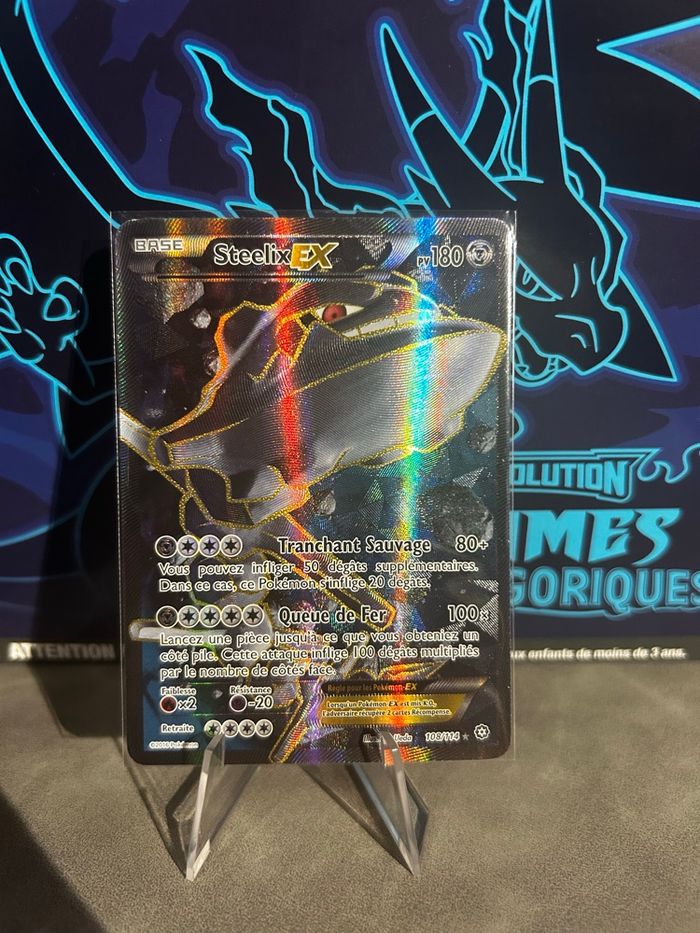 BASE Steelix EX PV180
Tranchant Sauvage 80+
Vous pouvez infliger 50 dégâts supplémentaires.
Dans ce cas, ce Pokémon s'inflige 20 dégâts.
Queue de Fer 100×
Lancez une pièce jusqu'à ce que vous obteniez un
côté pile. Cette attaque inflige 100 dégâts multipliés
par le nombre de côtés face.
Faiblesse Résistance
×2 -20
Retraite
Règle pour les Pokémon-EX
Lorsqu'un Pokémon-EX est mis K.O.,
l'adversaire récupère 2 cartes Récompense.
©2016 Pokémon
108/114
OLUTION
MES
GORIQUES
ATTENTION
ux enfants de moins de 3 ans.